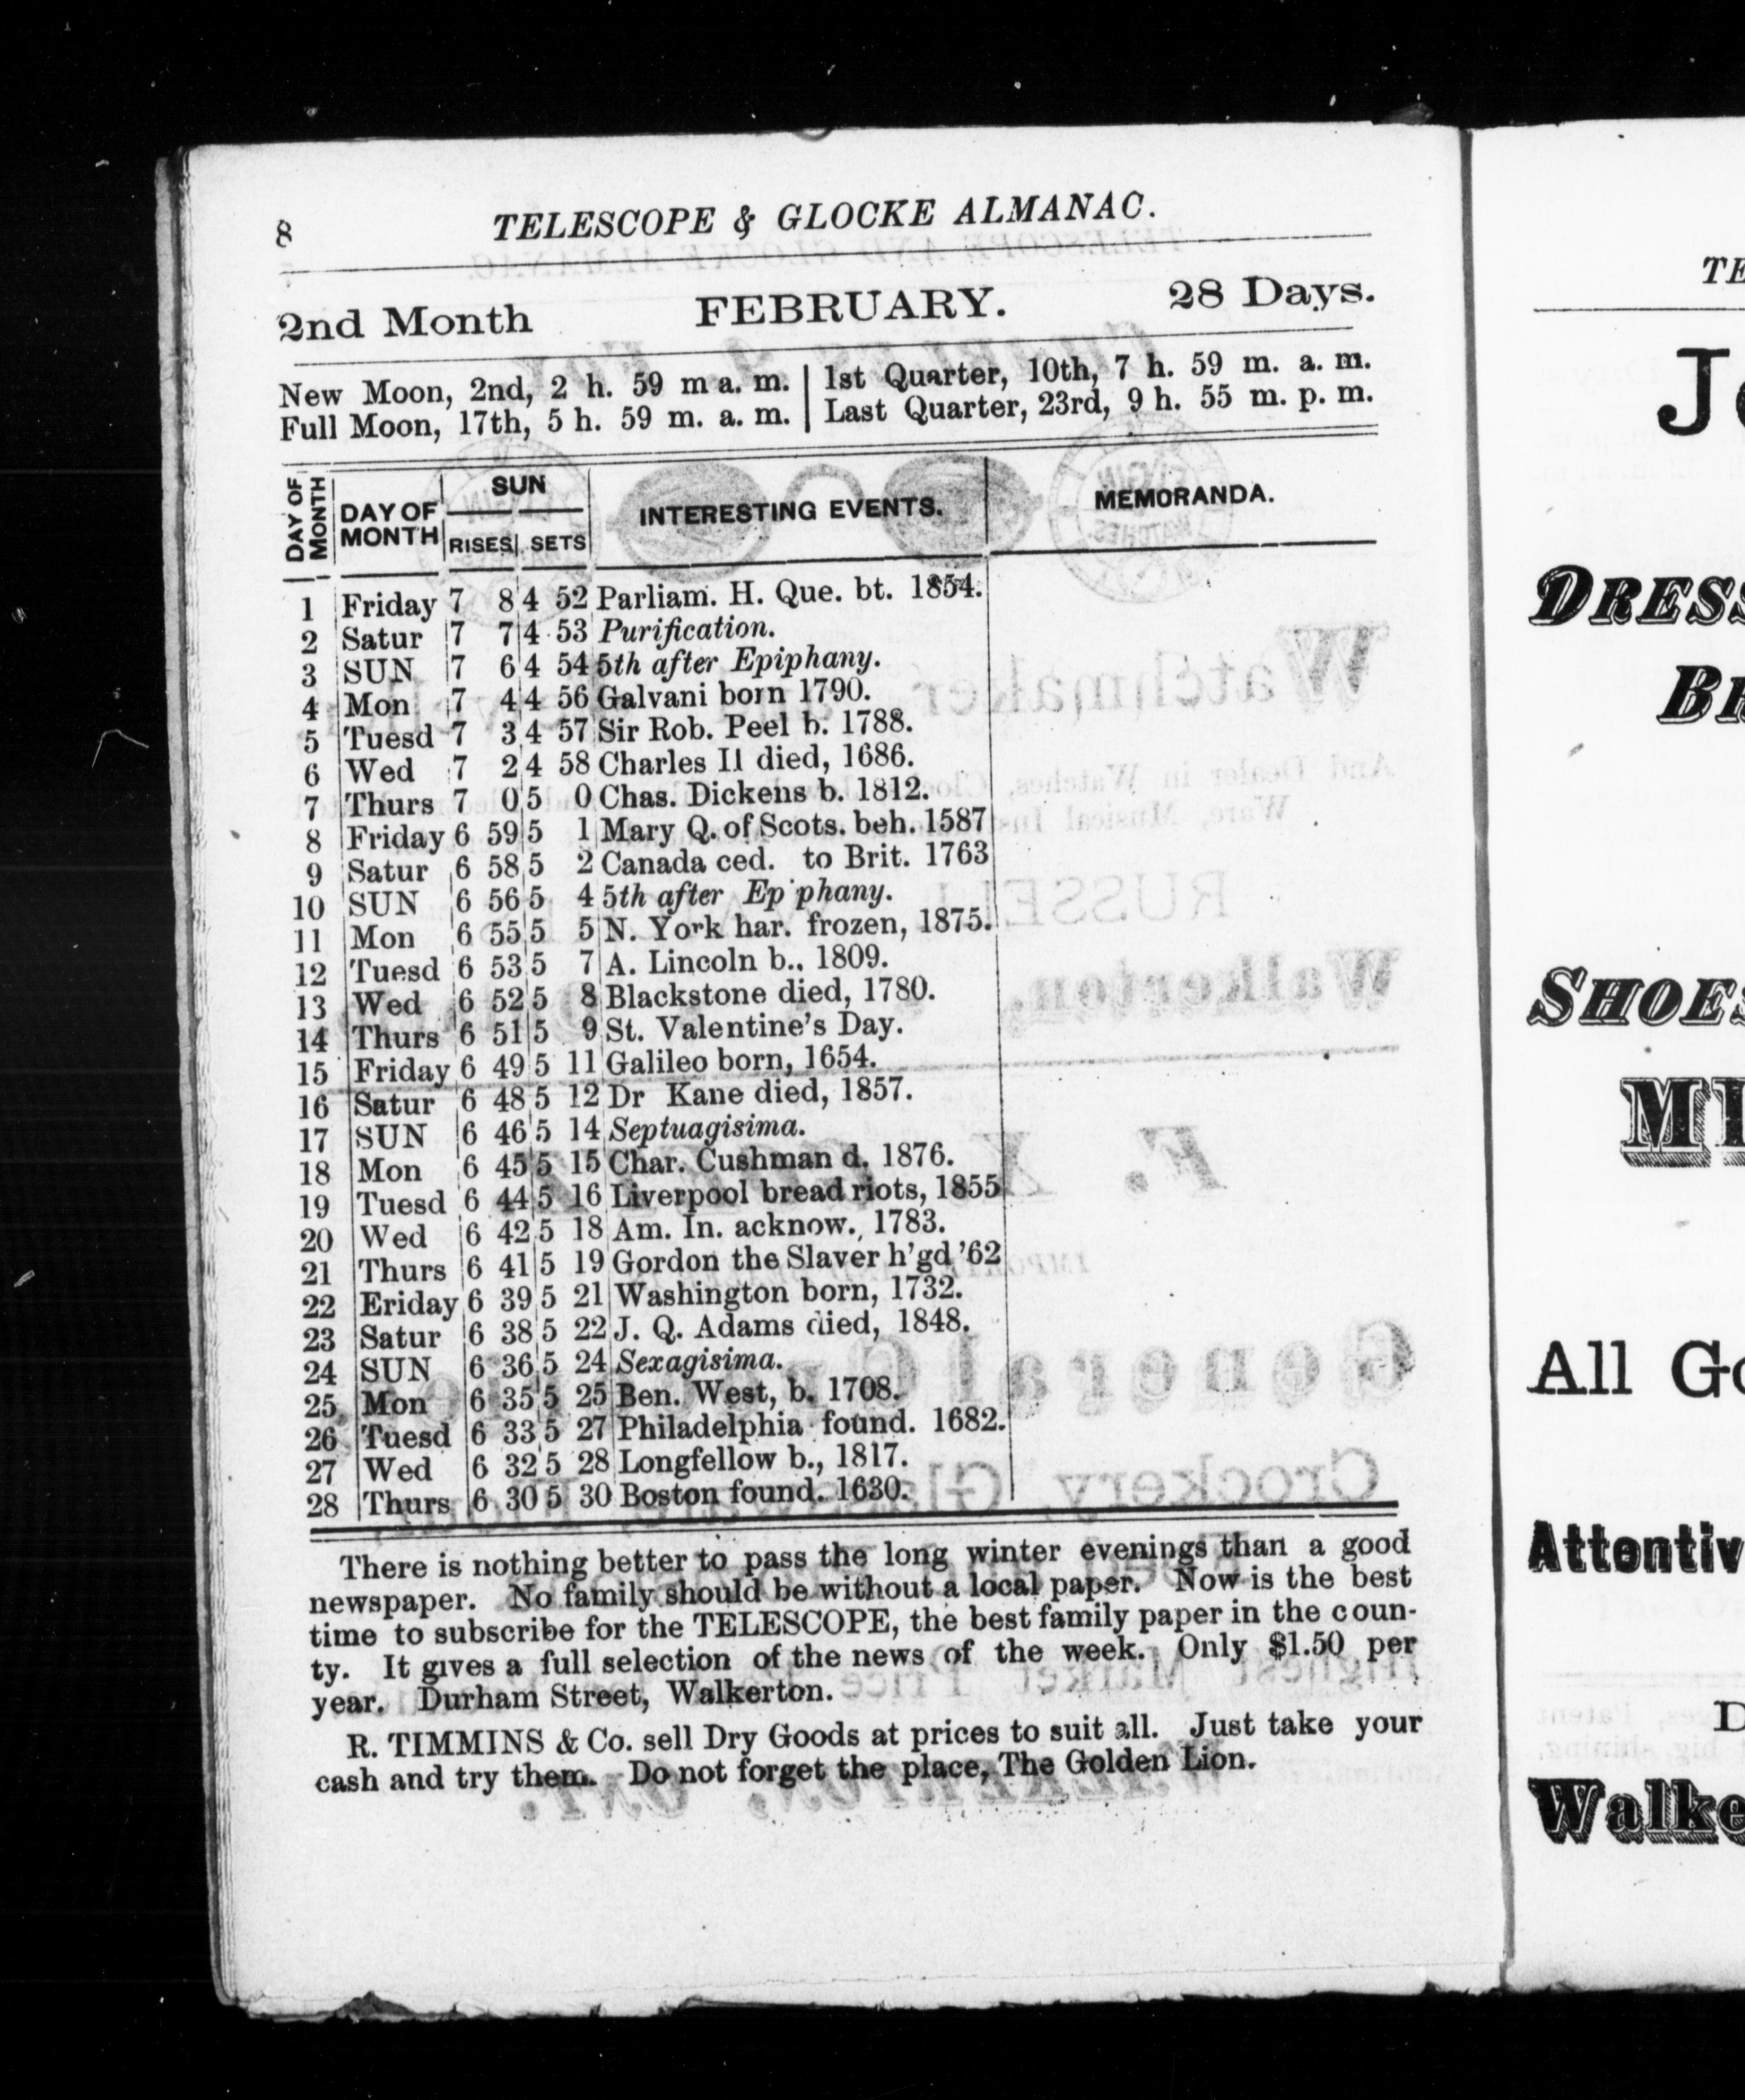 8
TELESCOPE & GLOCKE ALMANAC.
2nd Month FEBRUARY. 28 Days.
New Moon, 2nd, 2 h. 59 m a. m. | 1st Quarter, 10th, 7 h. 59 m. a. m.
Full Moon, 17th, 5 h. 59 m. a. m. | Last Quarter, 23rd, 9 h. 55 m. p. m.
DAY OF MONTH DAY OF MONTH SUN RISES SETS INTERESTING EVENTS. MEMORANDA.
1 Friday 7 8 4 52 Parliam. H. Que. bt. 1854.
2 Satur 7 7 4 53 Purification.
3 SUN 7 6 4 54 5th after Epiphany.
4 Mon 7 4 4 56 Galvani born 1790.
5 Tuesd 7 3 4 57 Sir Rob. Peel b. 1788.
6 Wed 7 2 4 58 Charles II died, 1686.
7 Thurs 7 0 5 0 Chas. Dickens b. 1812.
8 Friday 6 59 5 1 Mary Q. of Scots. beh. 1587
9 Satur 6 58 5 2 Canada ced. to Brit. 1763
10 SUN 6 56 5 4 5th after Ep phany.
11 Mon 6 55 5 5 N. York har. frozen, 1875.
12 Tuesd 6 53 5 7 A. Lincoln b., 1809.
13 Wed 6 52 5 8 Blackstone died, 1780.
14 Thurs 6 51 5 9 St. Valentine's Day.
15 Friday 6 49 5 11 Galileo born, 1654.
16 Satur 6 48 5 12 Dr Kane died, 1857.
17 SUN 6 46 5 14 Septuagisima.
18 Mon 6 45 5 15 Char. Cushman d. 1876.
19 Tuesd 6 44 5 16 Liverpool bread riots, 1855
20 Wed 6 42 5 18 Am. In. acknow., 1783.
21 Thurs 6 41 5 19 Gordon the Slaver h'gd '62
22 Eriday 6 39 5 21 Washington born, 1732.
23 Satur 6 38 5 22 J. Q. Adams died, 1848.
24 SUN 6 36 5 24 Sexagisima.
25 Mon 6 35 5 25 Ben. West, b. 1708.
26 Tuesd 6 33 5 27 Philadelphia found. 1682.
27 Wed 6 32 5 28 Longfellow b., 1817.
28 Thurs 6 30 5 30 Boston found. 1630.
There is nothing better to pass the long winter evenings than a good
newspaper. No family should be without a local paper. Now is the best
time to subscribe for the TELESCOPE, the best family paper in the coun-
ty. It gives a full selection of the news of the week. Only $1.50 per
year. Durham Street, Walkerton.
R. TIMMINS & Co. sell Dry Goods at prices to suit all. Just take your
cash and try them. Do not forget the place, The Golden Lion.
TE
DRESS
SHOES
All Go
Attentiv
Walke